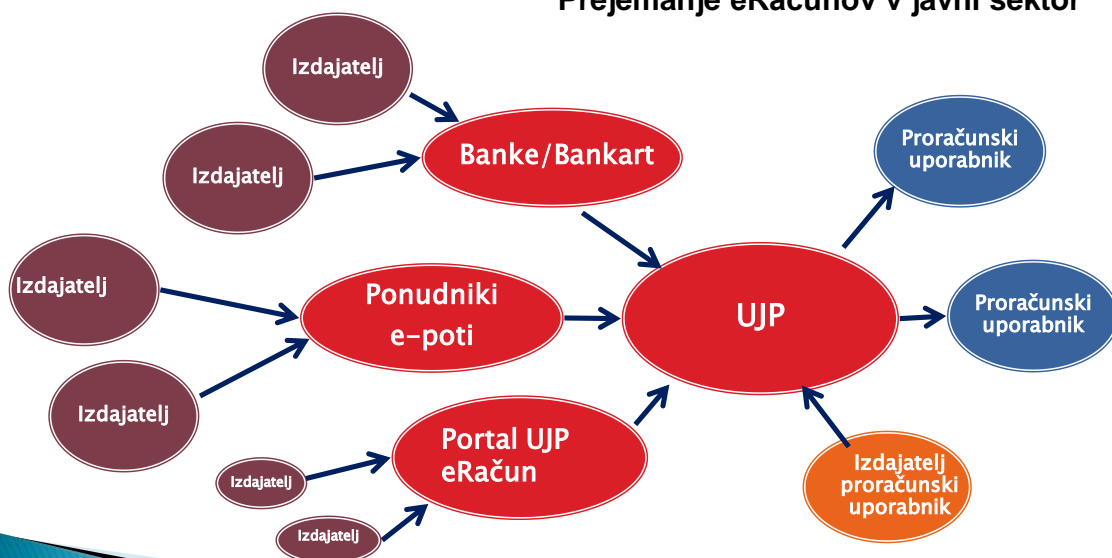 Prejemanje eRačunov v javni sektor
Izdajatelj
Izdajatelj
Banke/Bankart
Proračunski
uporabnik
Izdajatelj
Ponudniki
e-poti
UJP
Proračunski
uporabnik
Izdajatelj
Portal UJP
eRačun
Izdajatelj
Izdajatelj
Izdajatelj
proračunski
uporabnik